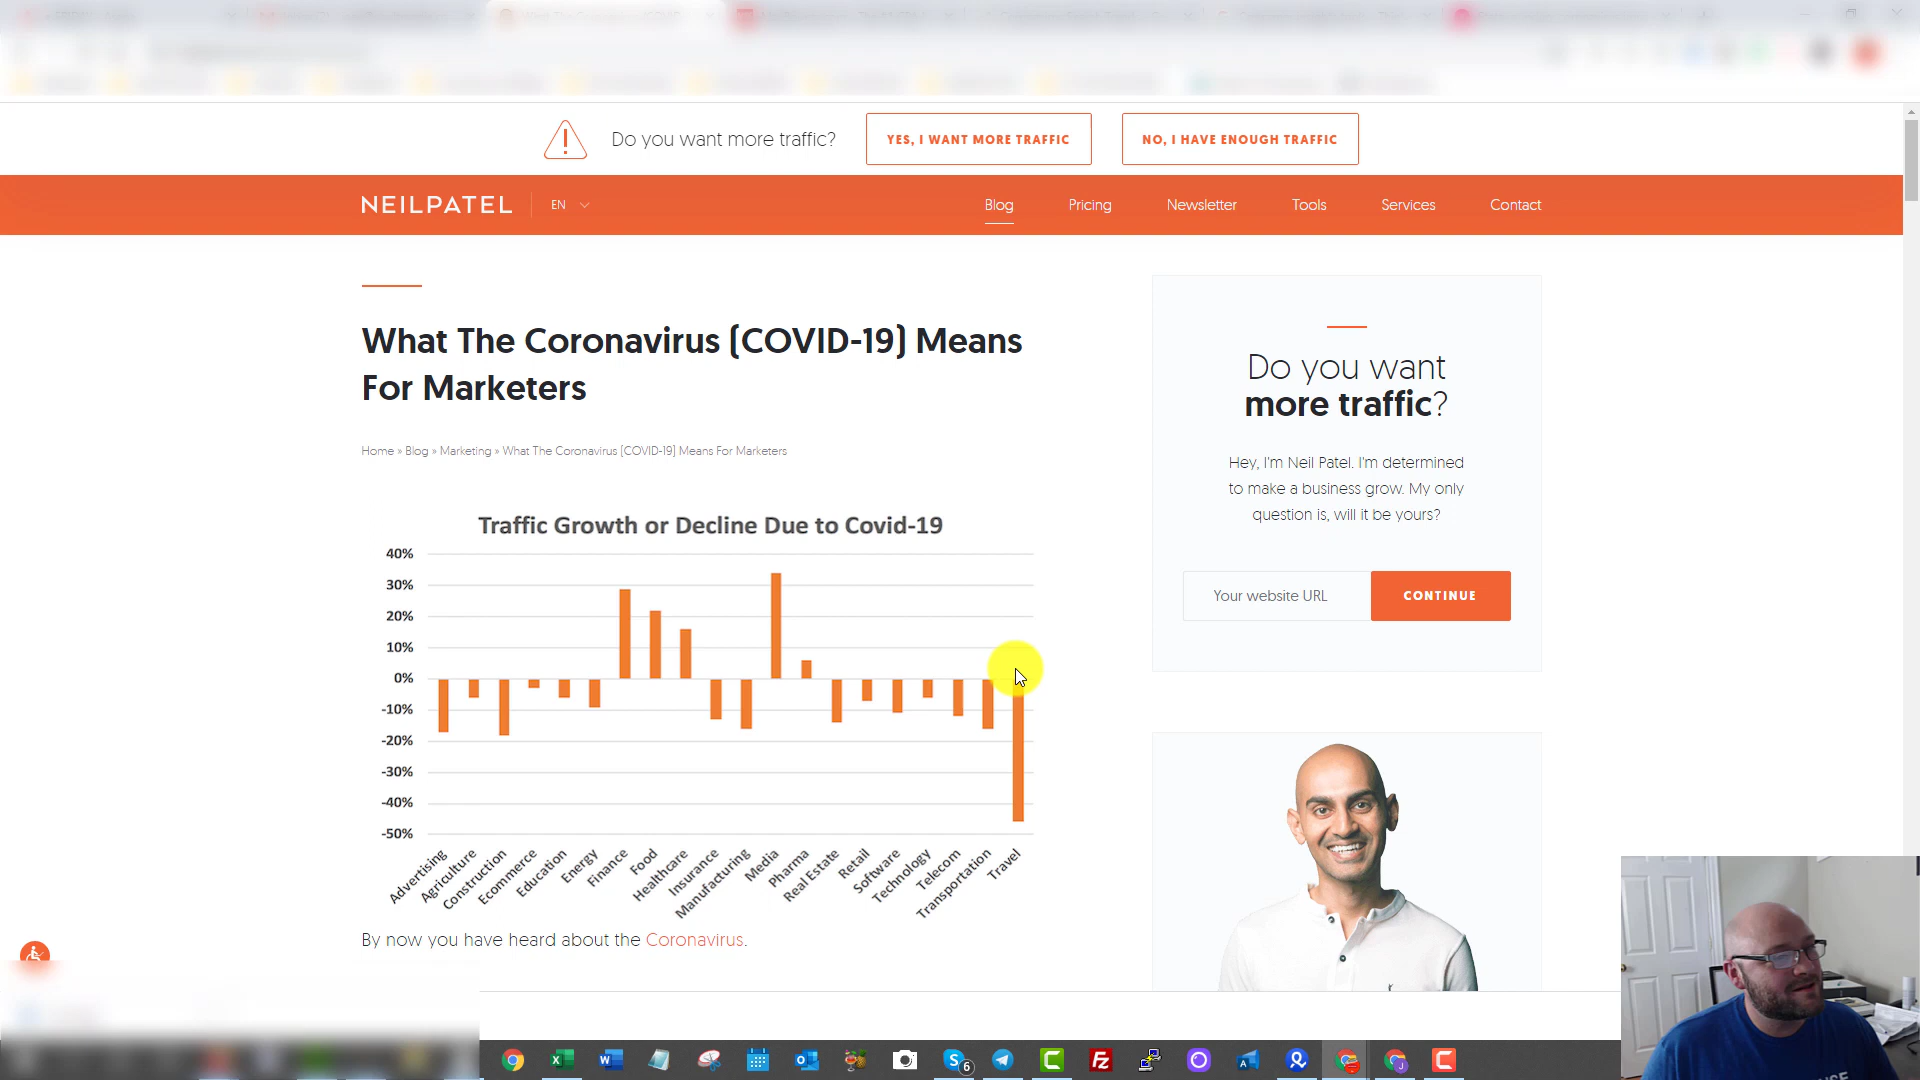 Do you want more traffic?
YES, I WANT MORE TRAFFIC
NO, I HAVE ENOUGH TRAFFIC
NEILPATEL
EN
Blog
Pricing
Newsletter
Tools
Services
Contact
What The Coronavirus (COVID-19) Means
For Marketers
Home » Blog » Marketing » What The Coronavirus (COVID-19) Means For Marketers
Traffic Growth or Decline Due to Covid-19
40%
30%
20%
10%
0%
-10%
-20%
-30%
-40%
-50%
Advertising
Agriculture
Construction
Ecommerce
Education
Energy
Finance
Food
Healthcare
Insurance
Manufacturing
Media
Pharma
Real Estate
Retail
Software
Technology
Telecom
Transportation
Travel
By now you have heard about the Coronavirus.
Do you want
more traffic?
Hey, I'm Neil Patel. I'm determined
to make a business grow. My only
question is, will it be yours?
Your website URL
CONTINUE
6